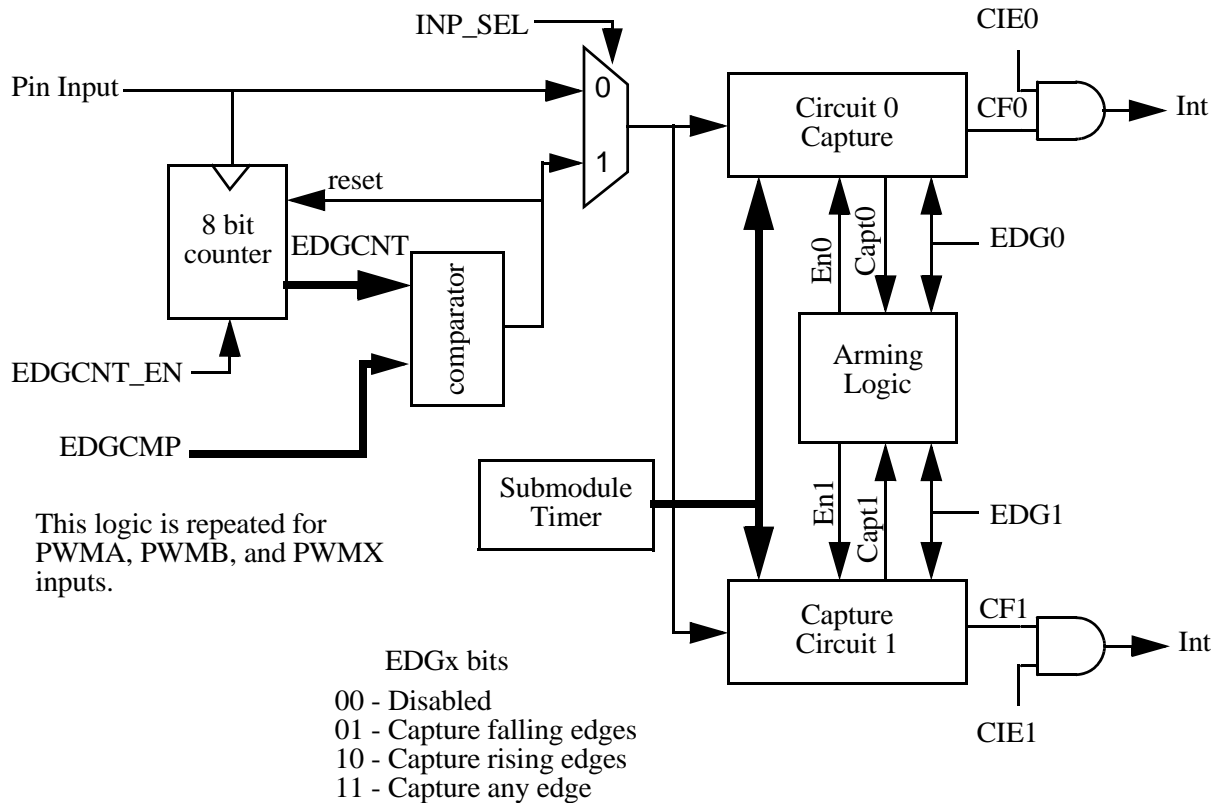 INP_SEL
CIE0
Pin Input
0
1
Circuit 0
Capture
CF0
Int
reset
8 bit
counter
EDGCNT
comparator
En0
Capt0
EDG0
EDGCNT_EN
EDGCMP
Arming
Logic
Submodule
Timer
En1
Capt1
EDG1
This logic is repeated for
PWMA, PWMB, and PWMX
inputs.
Capture
Circuit 1
CF1
Int
CIE1
EDGx bits
00 - Disabled
01 - Capture falling edges
10 - Capture rising edges
11 - Capture any edge